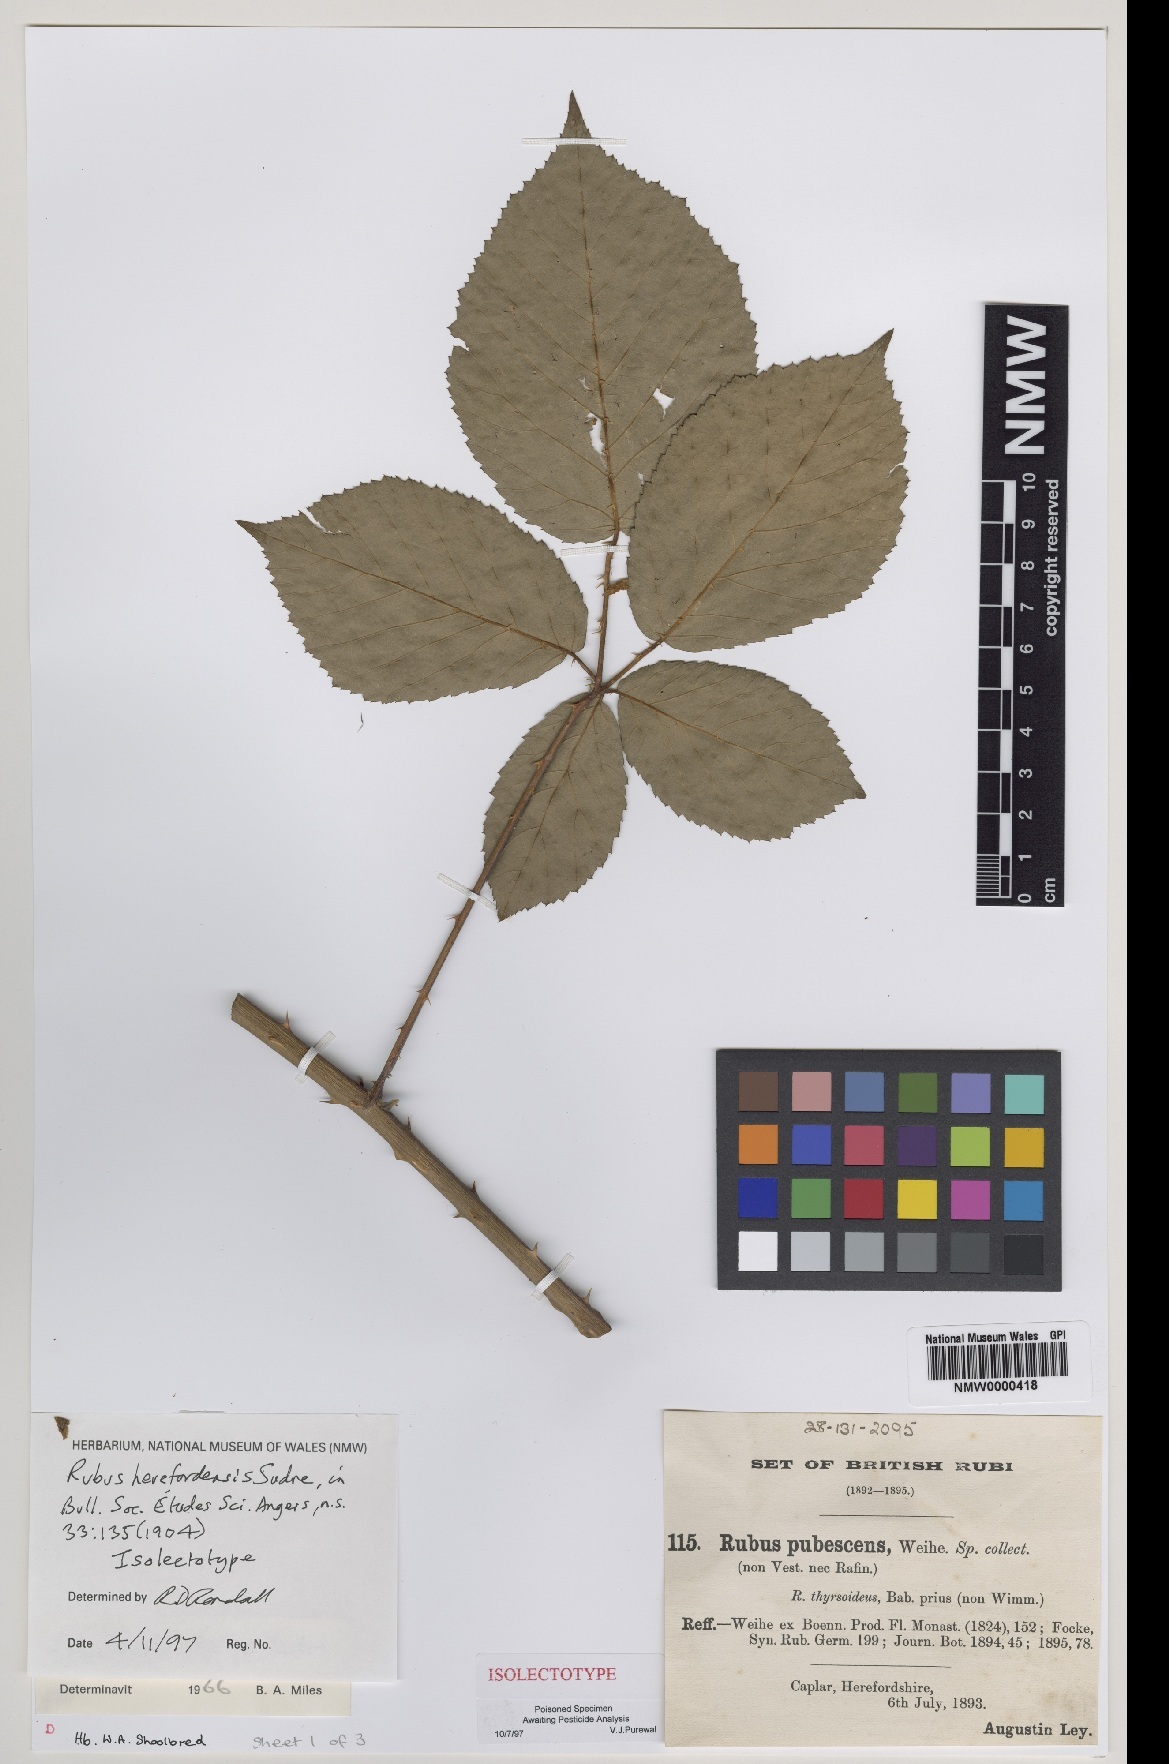 NMW
10
9
8
7
6
5
4
3
2
1
0
cm
copyright reserved
National Museum Wales GPI
NMW0000418
HERBARIUM, NATIONAL MUSEUM OF WALES (NMW)
Rubus herefordensis Sudre, in
Bull. Soc. Études Sci. Angers, n.s.
33:135(1904)
Isolectotype
Determined by RDRandall
Date 4/11/97 Reg. No.
Determinavit 1966 B. A. Miles
D Hb. W.A. Shoolbred Sheet 1 of 3
ISOLECTOTYPE
Poisoned Specimen
Awaiting Pesticide Analysis
10/7/97 V.J.Purewal
28-131-2095
SET OF BRITISH RUBI
(1892—1895.)
115. Rubus pubescens, Weihe. Sp. collect.
(non Vest. nec Rafin.)
R. thyrsoideus, Bab. prius (non Wimm.)
Reff.—Weihe ex Boenn. Prod. Fl. Monast. (1824), 152; Focke,
Syn. Rub. Germ. 199; Journ. Bot. 1894, 45; 1895, 78.
Caplar, Herefordshire,
6th July, 1893.
Augustin Ley.